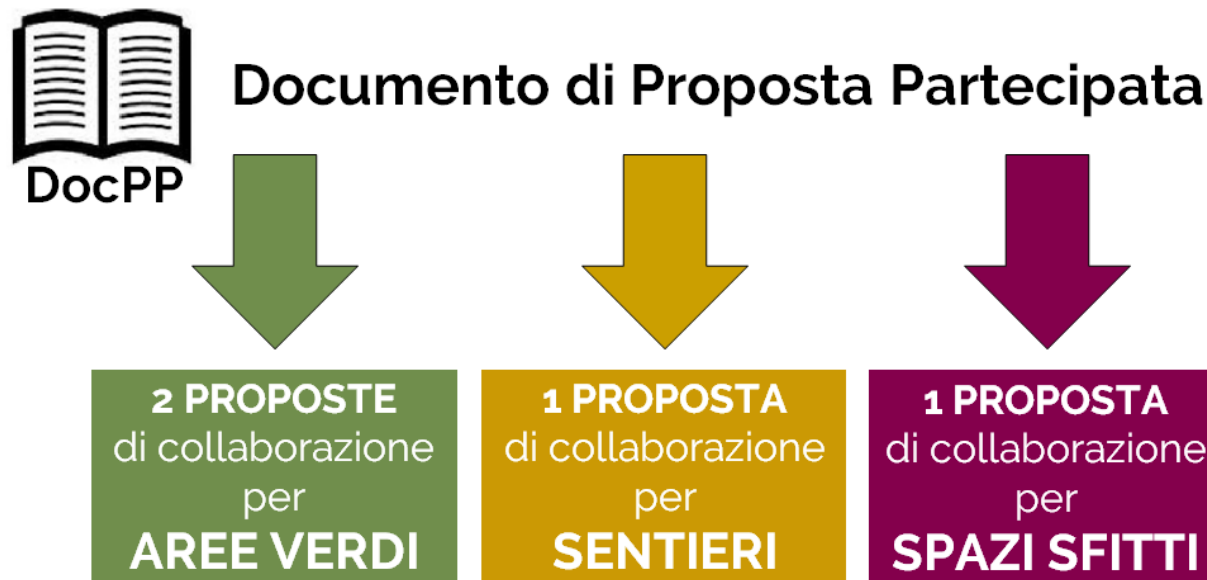 Documento di Proposta Partecipata
DocPP
2 PROPOSTE
di collaborazione
per
AREE VERDI
1 PROPOSTA
di collaborazione
per
SENTIERI
1 PROPOSTA
di collaborazione
per
SPAZI SFITTI